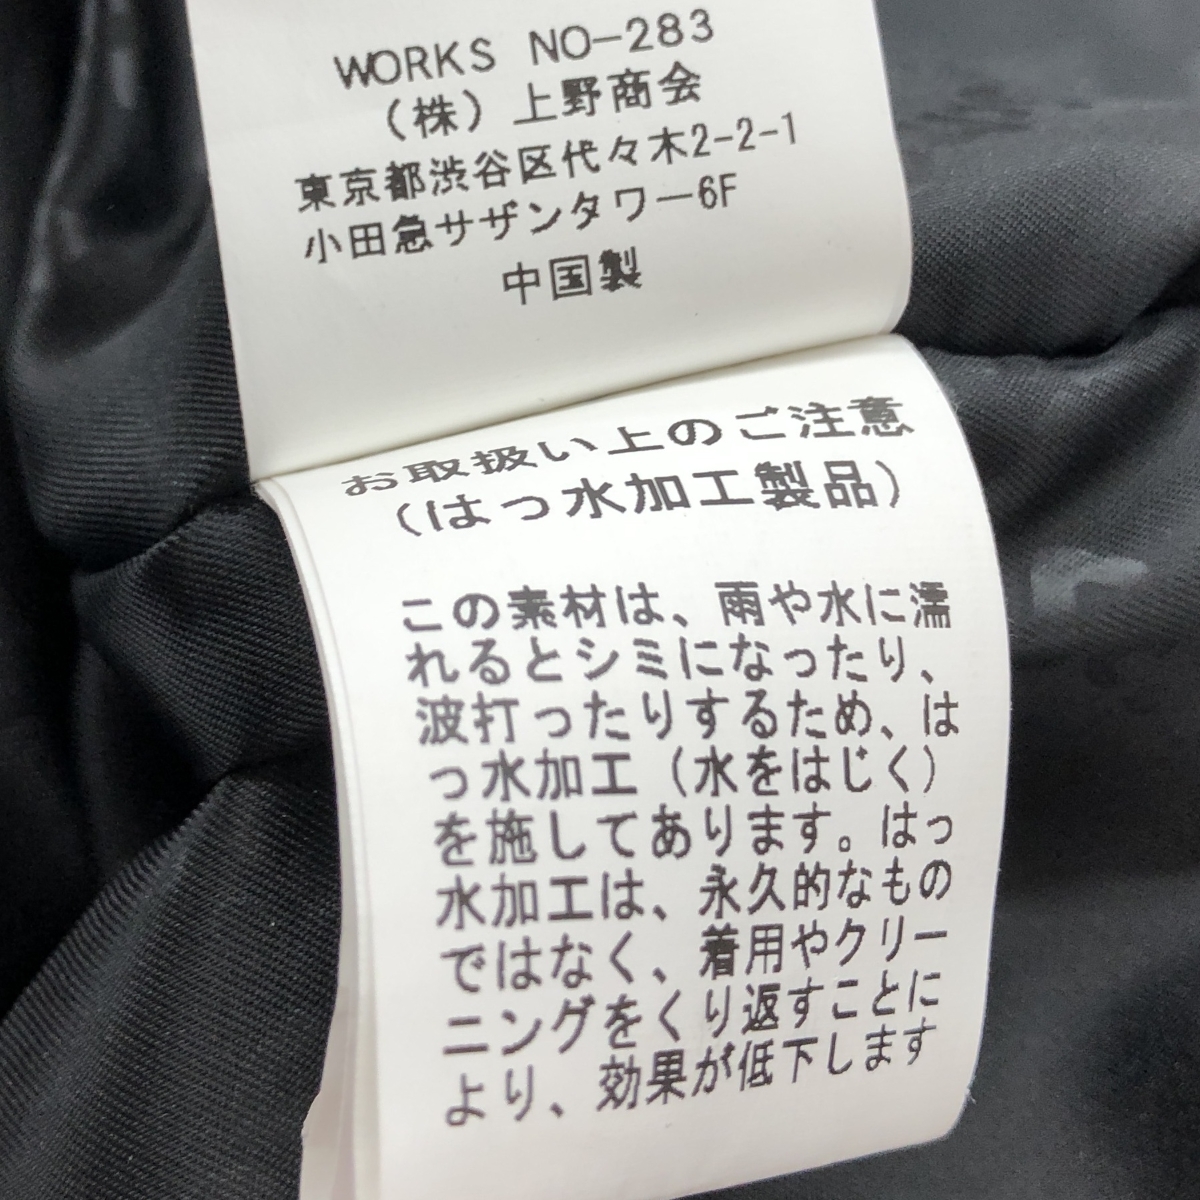 WORKS NO-283
（株）上野商会
東京都渋谷区代々木2-2-1
小田急サザンタワー6F
中国製
お取扱い上のご注意
（はっ水加工製品）
この素材は、雨や水に濡
れるとシミになったり、
波打ったりするため、は
っ水加工（水をはじく）
を施してあります。はっ
水加工は、永久的なもの
ではなく、着用やクリー
ニングをくり返すことに
より、効果が低下します